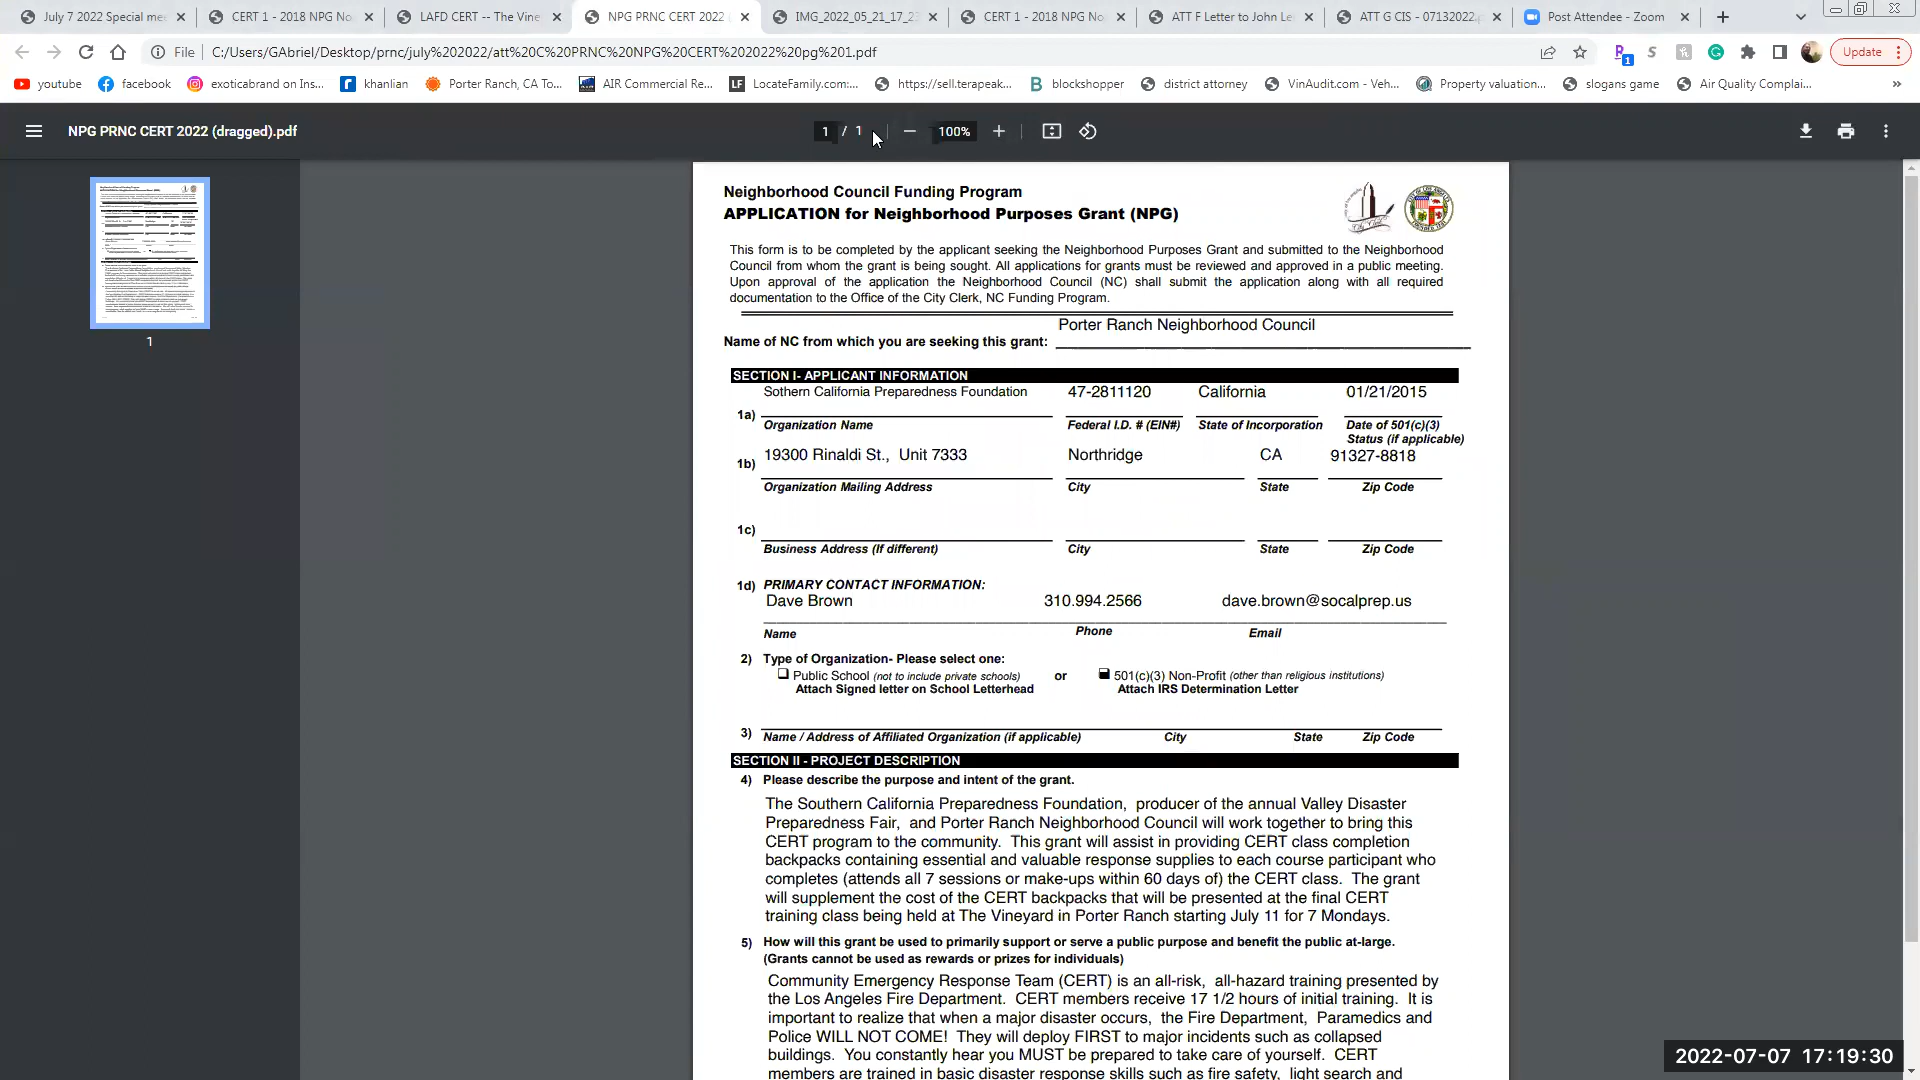 July 7 2022 Special mee
CERT 1 - 2018 NPG No
LAFD CERT -- The Vine
NPG PRNC CERT 2022
IMG_2022_05_21_17_2
CERT 1 - 2018 NPG No
ATT F Letter to John Le
ATT G CIS - 07132022.p
Post Attendee - Zoom
File C:/Users/GAbriel/Desktop/prnc/july%202022/att%20C%20PRNC%20NPG%20CERT%202022%20pg%201.pdf
1
Update
youtube facebook exoticabrand on Ins... khanlian Porter Ranch, CA To... AIR Commercial Re... LF LocateFamily.com:... https://sell.terapeak... B blockshopper district attorney VinAudit.com - Veh... Property valuation... slogans game Air Quality Complai... »
NPG PRNC CERT 2022 (dragged).pdf
1 / 1
100%
1
Neighborhood Council Funding Program
APPLICATION for Neighborhood Purposes Grant (NPG)
This form is to be completed by the applicant seeking the Neighborhood Purposes Grant and submitted to the Neighborhood
Council from whom the grant is being sought. All applications for grants must be reviewed and approved in a public meeting.
Upon approval of the application the Neighborhood Council (NC) shall submit the application along with all required
documentation to the Office of the City Clerk, NC Funding Program.
Porter Ranch Neighborhood Council
Name of NC from which you are seeking this grant:
SECTION I- APPLICANT INFORMATION
Sothern California Preparedness Foundation 47-2811120 California 01/21/2015
1a)
Organization Name Federal I.D. # (EIN#) State of Incorporation Date of 501(c)(3)
Status (if applicable)
19300 Rinaldi St., Unit 7333 Northridge CA 91327-8818
1b)
Organization Mailing Address City State Zip Code
1c)
Business Address (If different) City State Zip Code
1d) PRIMARY CONTACT INFORMATION:
Dave Brown 310.994.2566 dave.brown@socalprep.us
Name Phone Email
2) Type of Organization- Please select one:
Public School (not to include private schools) or 501(c)(3) Non-Profit (other than religious institutions)
Attach Signed letter on School Letterhead Attach IRS Determination Letter
3) Name / Address of Affiliated Organization (if applicable) City State Zip Code
SECTION II - PROJECT DESCRIPTION
4) Please describe the purpose and intent of the grant.
The Southern California Preparedness Foundation, producer of the annual Valley Disaster
Preparedness Fair, and Porter Ranch Neighborhood Council will work together to bring this
CERT program to the community. This grant will assist in providing CERT class completion
backpacks containing essential and valuable response supplies to each course participant who
completes (attends all 7 sessions or make-ups within 60 days of) the CERT class. The grant
will supplement the cost of the CERT backpacks that will be presented at the final CERT
training class being held at The Vineyard in Porter Ranch starting July 11 for 7 Mondays.
5) How will this grant be used to primarily support or serve a public purpose and benefit the public at-large.
(Grants cannot be used as rewards or prizes for individuals)
Community Emergency Response Team (CERT) is an all-risk, all-hazard training presented by
the Los Angeles Fire Department. CERT members receive 17 1/2 hours of initial training. It is
important to realize that when a major disaster occurs, the Fire Department, Paramedics and
Police WILL NOT COME! They will deploy FIRST to major incidents such as collapsed
buildings. You constantly hear you MUST be prepared to take care of yourself. CERT
members are trained in basic disaster response skills such as fire safety, light search and
2022-07-07 17:19:30